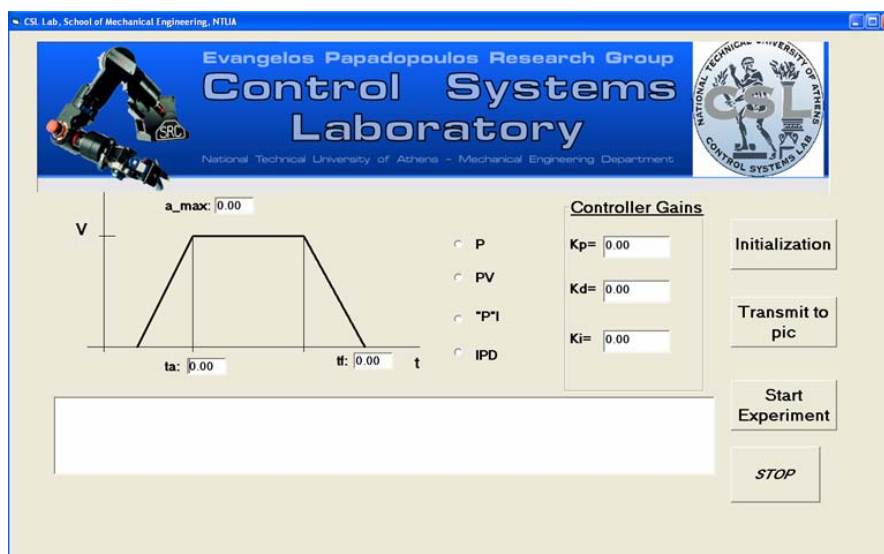 CSL Lab, School of Mechanical Engineering, NTUA
Evangelos Papadopoulos Research Group
Control Systems
Laboratory
National Technical University of Athens - Mechanical Engineering Department
SRC
NATIONAL TECHNICAL UNIVERSITY OF ATHENS
CSL
CONTROL SYSTEMS LAB
a_max: 0.00
V
ta: 0.00
tf: 0.00
t
P
PV
"P"I
IPD
Controller Gains
Kp= 0.00
Kd= 0.00
Ki= 0.00
Initialization
Transmit to
pic
Start
Experiment
STOP